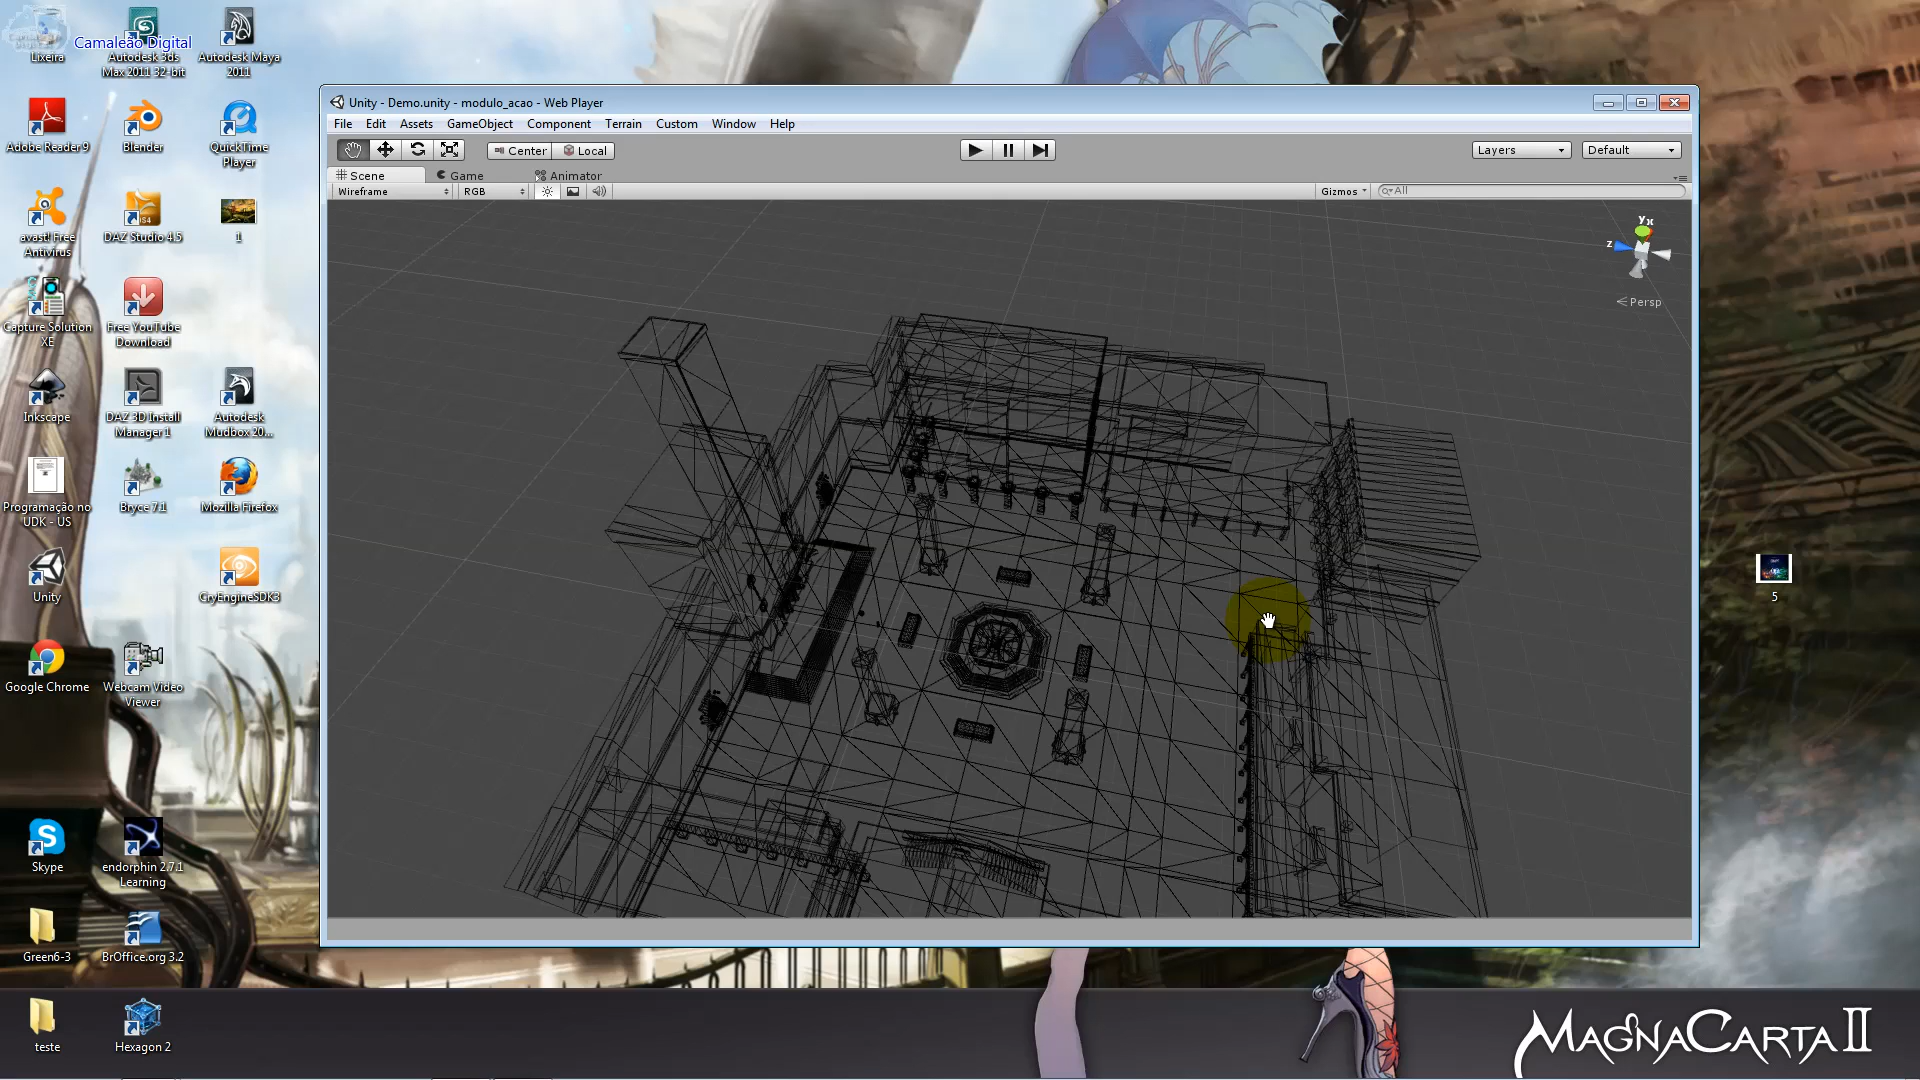 Lixeira
Camaleão Digital
Autodesk 3ds
Max 2011 32-bit
Autodesk Maya
2011
Adobe Reader 9
Blender
QuickTime
Player
avast! Free
Antivirus
DAZ Studio 4.5
1
Capture Solution
XE
Free YouTube
Download
Inkscape
DAZ 3D Install
Manager 1
Autodesk
Mudbox 20...
Programação no
UDK - US
Bryce 7.1
Mozilla Firefox
Unity
CryEngineSDK3
Google Chrome
Webcam Video
Viewer
Skype
endorphin 2.7.1
Learning
Green6-3
BrOffice.org 3.2
teste
Hexagon 2
Unity - Demo.unity - modulo_acao - Web Player
File Edit Assets GameObject Component Terrain Custom Window Help
Center Local Layers Default
Scene Game Animator
Wireframe RGB Gizmos All
y x
z
Persp
5
MAGNACARTA II